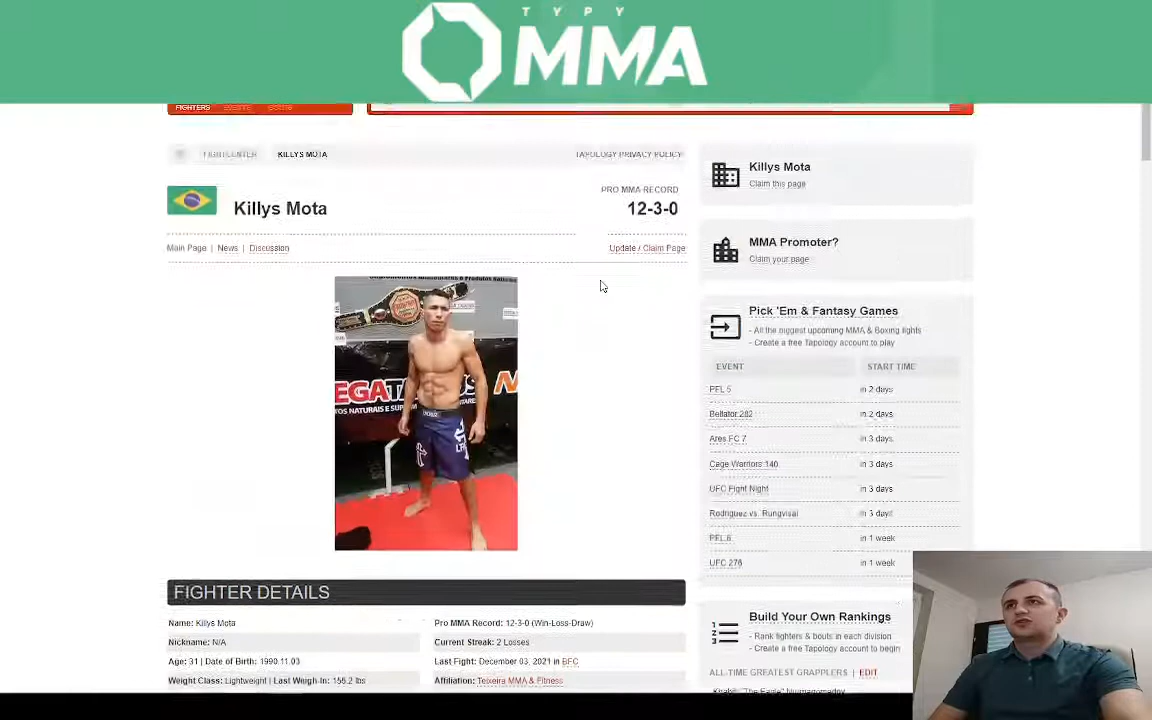 TYPY
MMA
FIGHTERS
FIGHTCENTER
KILLYS MOTA
TAPOLOGY PRIVACY POLICY
Killys Mota
PRO MMA RECORD
12-3-0
Main Page | News | Discussion
Update / Claim Page
FIGHTER DETAILS
Name: Killys Mota
Pro MMA Record: 12-3-0 (Win-Loss-Draw)
Nickname: N/A
Current Streak: 2 Losses
Age: 31 | Date of Birth: 1990.11.03
Last Fight: December 03, 2021 in BFC
Weight Class: Lightweight | Last Weigh-In: 156.2 lbs
Affiliation: Teixeira MMA & Fitness
Killys Mota
Claim this page
MMA Promoter?
Claim your page
Pick 'Em & Fantasy Games
- All the biggest upcoming MMA & Boxing fights
- Create a free Tapology account to play
EVENT START TIME
PFL 5 in 2 days
Bellator 282 in 2 days
Ares FC 7 in 3 days
Cage Warriors 140 in 3 days
UFC Fight Night in 3 days
Rodriguez vs. Rungvisai in 3 days
PFL 6 in 1 week
UFC 276 in 1 week
Build Your Own Rankings
- Rank fighters & bouts in each division
- Create a free Tapology account to begin
ALL-TIME GREATEST GRAPPLERS | EDIT